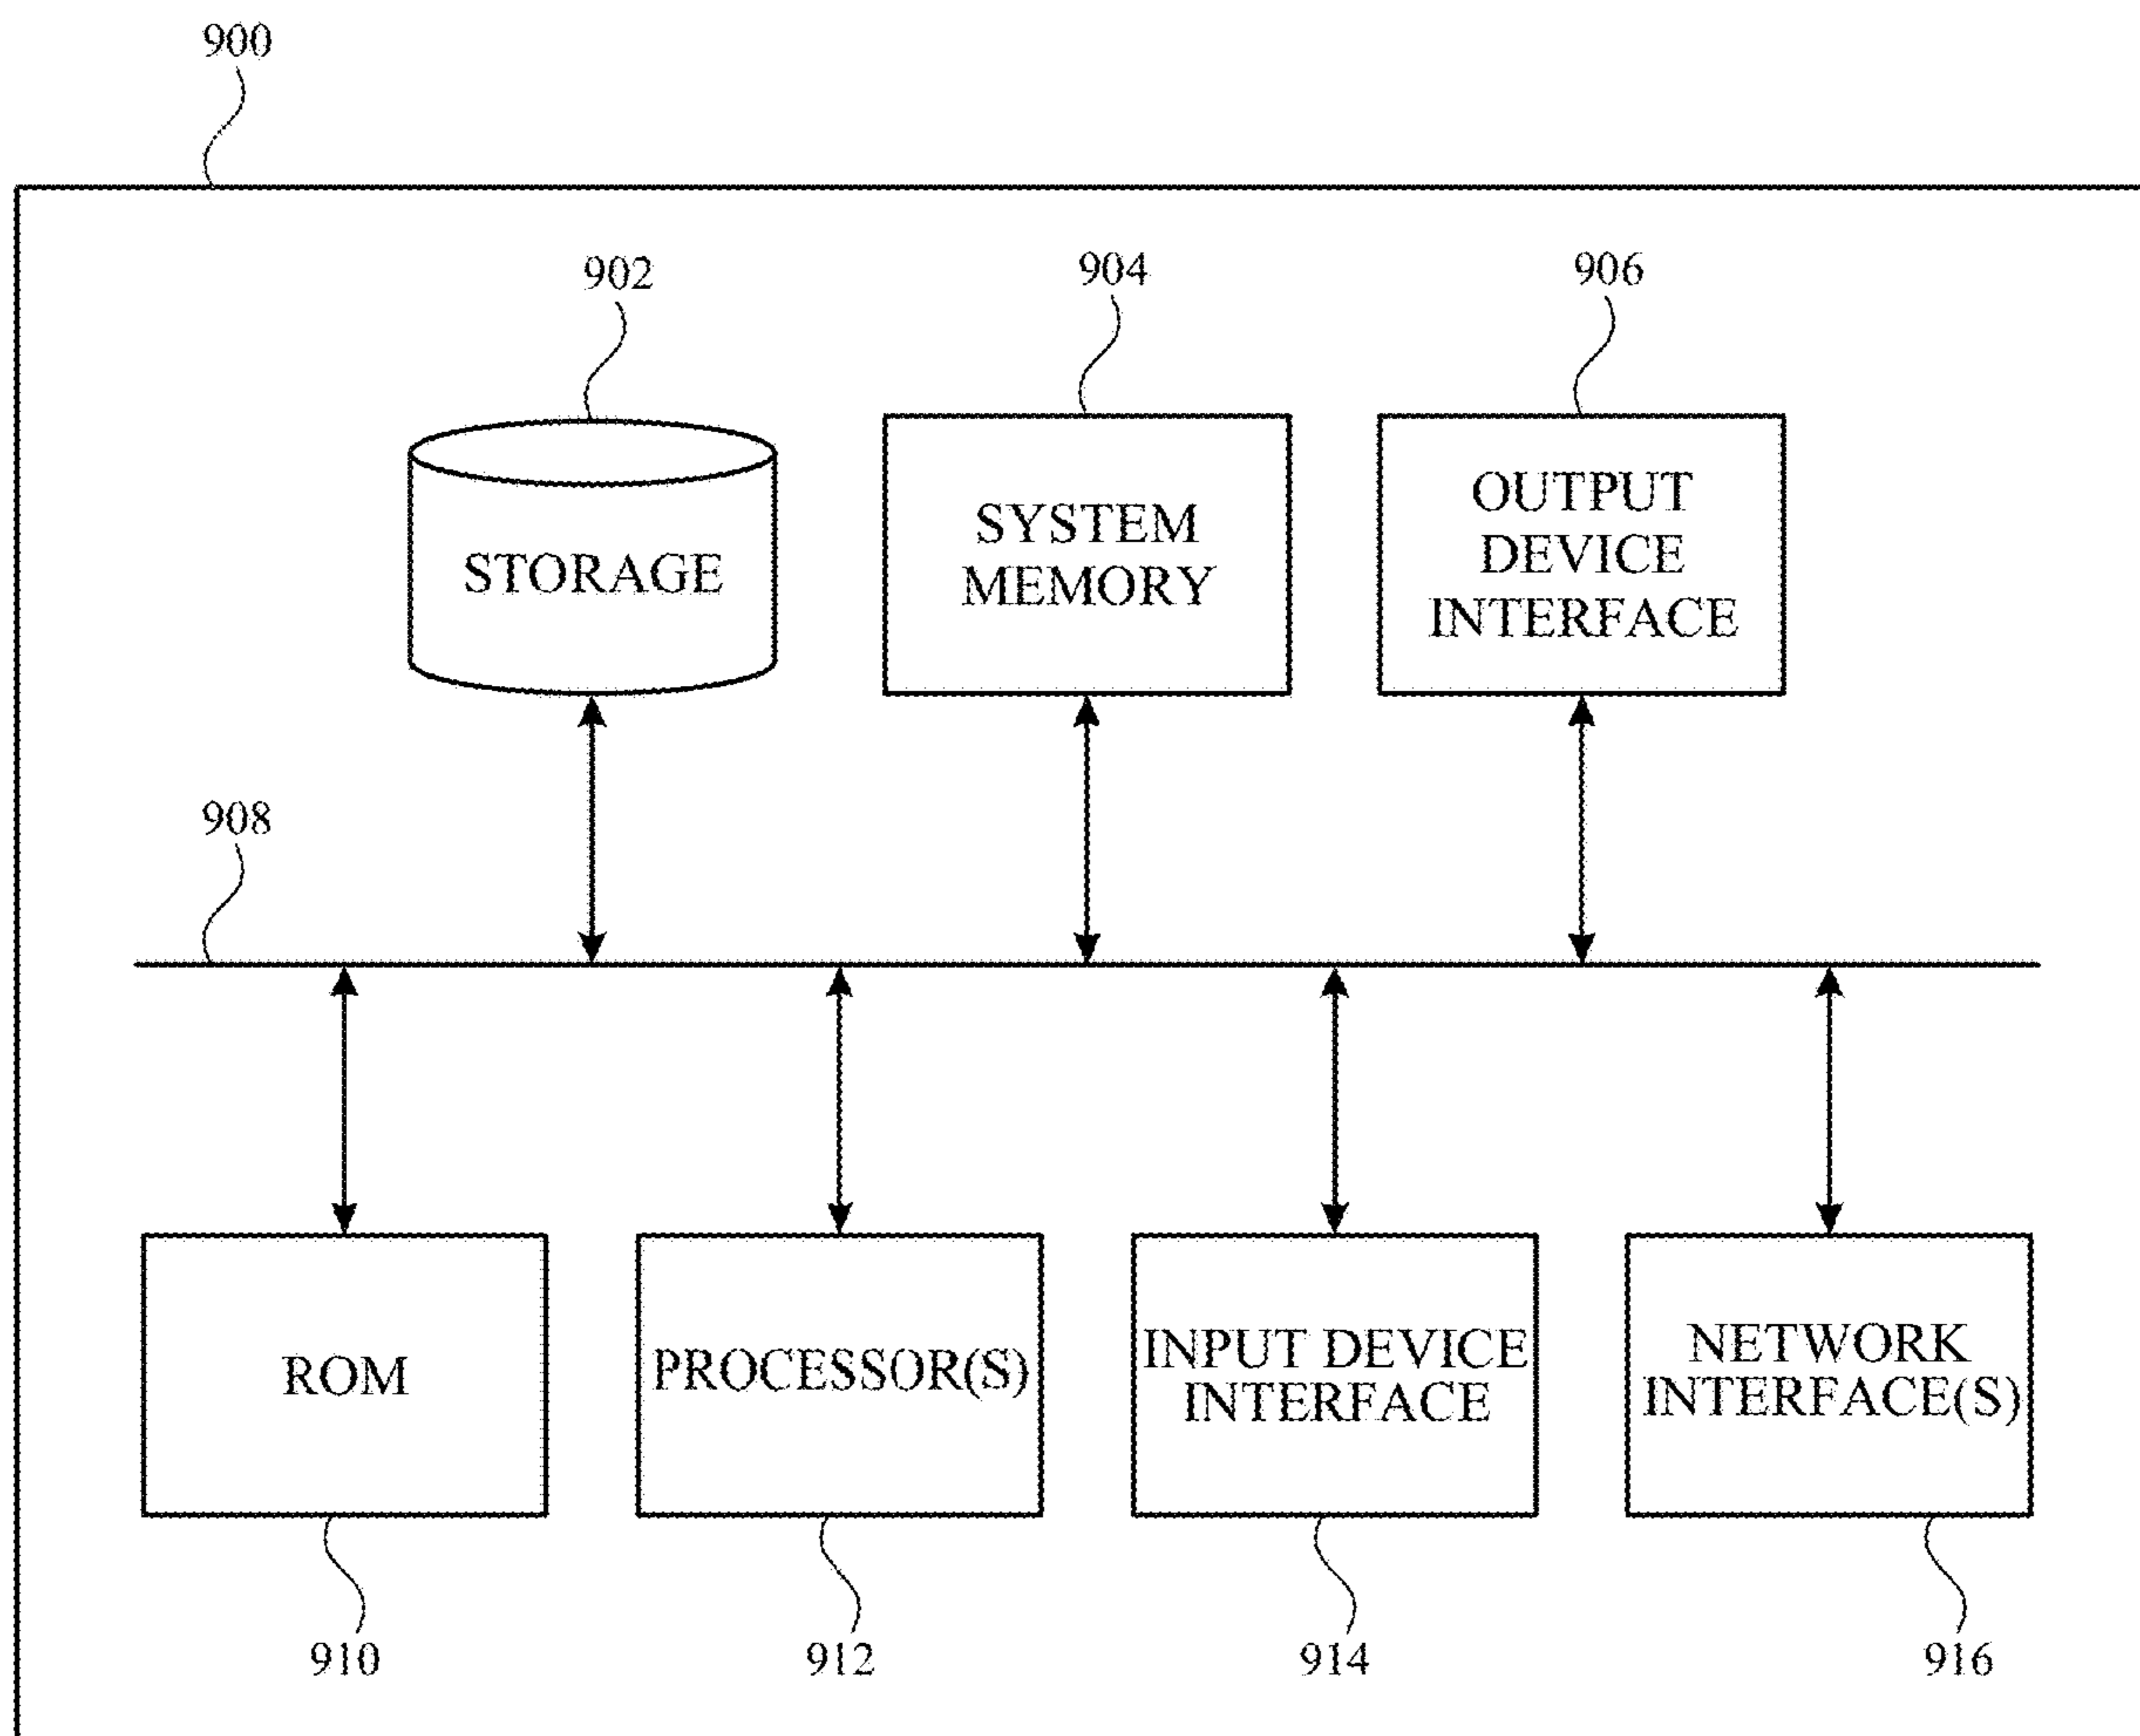 900
902
904
906
STORAGE
SYSTEM
MEMORY
OUTPUT
DEVICE
INTERFACE
908
ROM
PROCESSOR(S)
INPUT DEVICE
INTERFACE
NETWORK
INTERFACE(S)
910
912
914
916